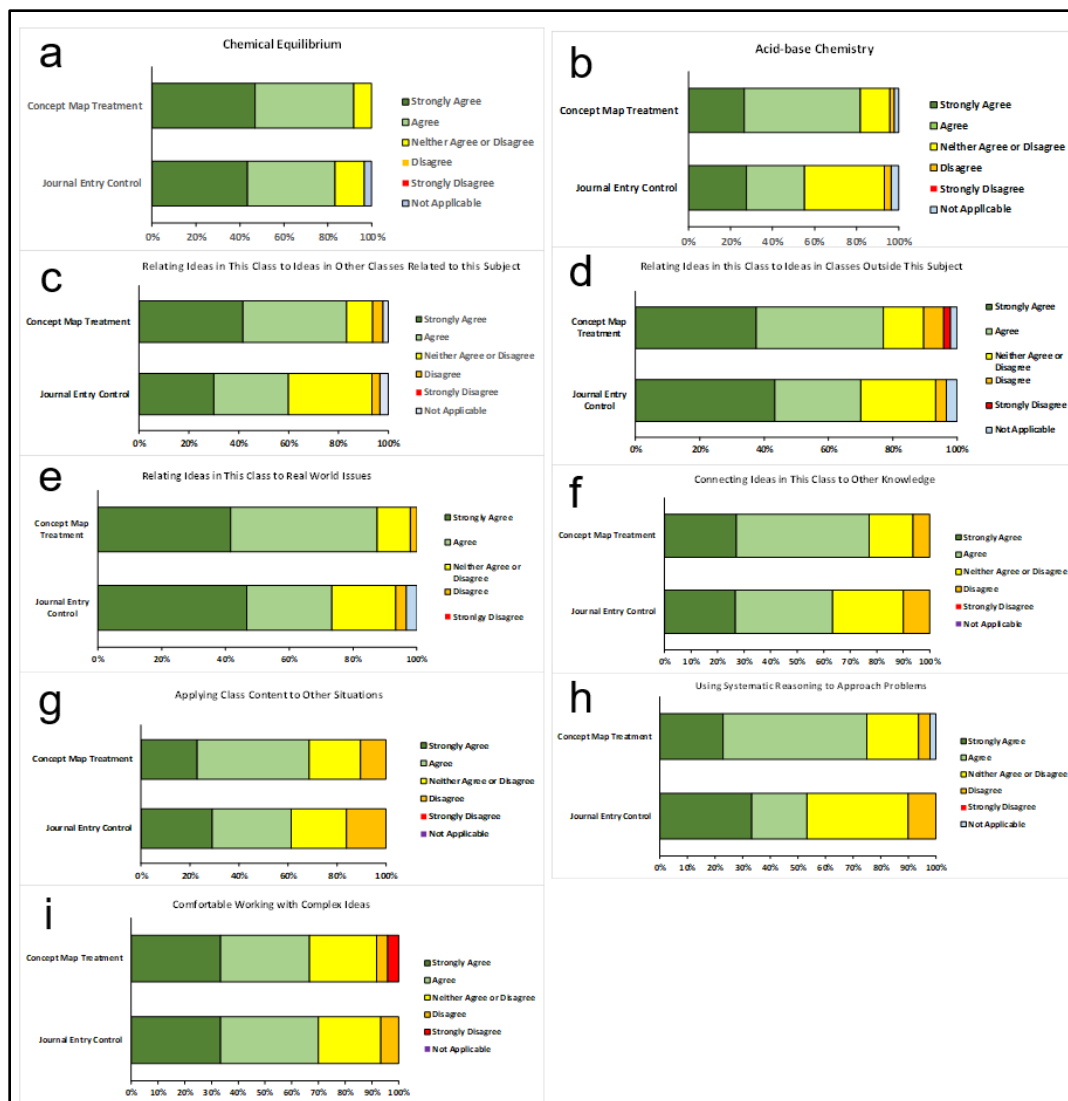 a
Chemical Equilibrium
Concept Map Treatment
Journal Entry Control
Strongly Agree
Agree
Neither Agree or Disagree
Disagree
Strongly Disagree
Not Applicable
0% 20% 40% 60% 80% 100%
b
Acid-base Chemistry
Concept Map Treatment
Journal Entry Control
Strongly Agree
Agree
Neither Agree or Disagree
Disagree
Strongly Disagree
Not Applicable
0% 20% 40% 60% 80% 100%
c
Relating Ideas in This Class to Ideas in Other Classes Related to this Subject
Concept Map Treatment
Journal Entry Control
Strongly Agree
Agree
Neither Agree or Disagree
Disagree
Strongly Disagree
Not Applicable
0% 20% 40% 60% 80% 100%
d
Relating Ideas in this Class to Ideas in Classes Outside This Subject
Concept Map
Treatment
Journal Entry
Control
Strongly Agree
Agree
Neither Agree or
Disagree
Disagree
Strongly Disagree
Not Applicable
0% 20% 40% 60% 80% 100%
e
Relating Ideas in This Class to Real World Issues
Concept Map
Treatment
Journal Entry
Control
Strongly Agree
Agree
Neither Agree or
Disagree
Disagree
Stronlgy Disagree
0% 20% 40% 60% 80% 100%
f
Connecting Ideas in This Class to Other Knowledge
Concept Map Treatment
Journal Entry Control
Strongly Agree
Agree
Neither Agree or Disagree
Disagree
Strongly Disagree
Not Applicable
0% 10% 20% 30% 40% 50% 60% 70% 80% 90% 100%
g
Applying Class Content to Other Situations
Concept Map Treatment
Journal Entry Control
Strongly Agree
Agree
Neither Agree or Disagree
Disagree
Strongly Disagree
Not Applicable
0% 20% 40% 60% 80% 100%
h
Using Systematic Reasoning to Approach Problems
Concept Map Treatment
Journal Entry Control
Strongly Agree
Agree
Neither Agree or Disagree
Disagree
Strongly Disagree
Not Applicable
0% 10% 20% 30% 40% 50% 60% 70% 80% 90% 100%
i
Comfortable Working with Complex Ideas
Concept Map Treatment
Journal Entry Control
Strongly Agree
Agree
Neither Agree or Disagree
Disagree
Strongly Disagree
Not Applicable
0% 10% 20% 30% 40% 50% 60% 70% 80% 90% 100%